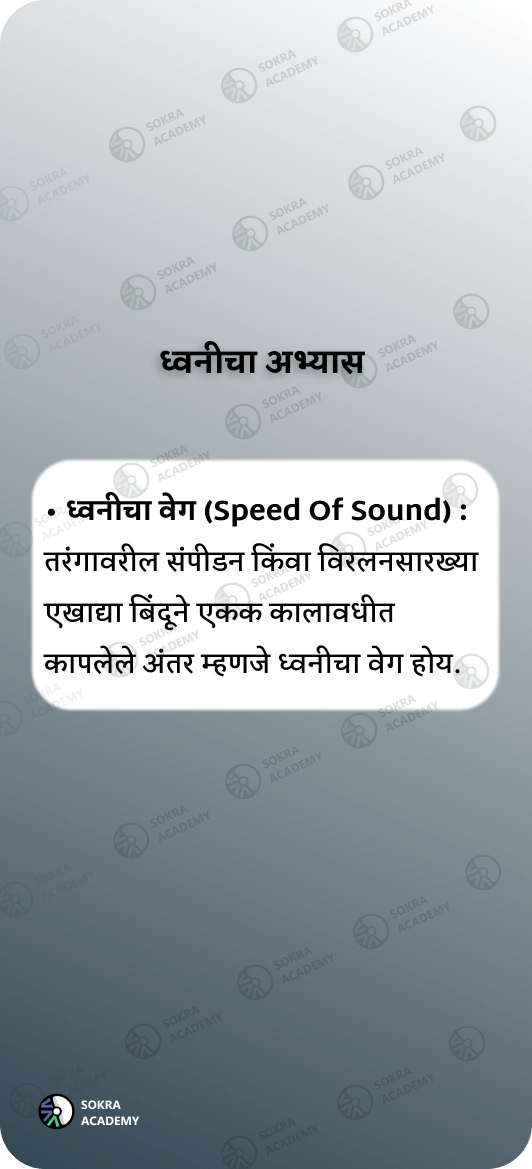 ध्वनीचा अभ्यास
• ध्वनीचा वेग (Speed Of Sound) :
तरंगावरील संपीडन किंवा विरलनसारख्या
एखाद्या बिंदूने एकक कालावधीत
कापलेले अंतर म्हणजे ध्वनीचा वेग होय.
SOKRA
ACADEMY